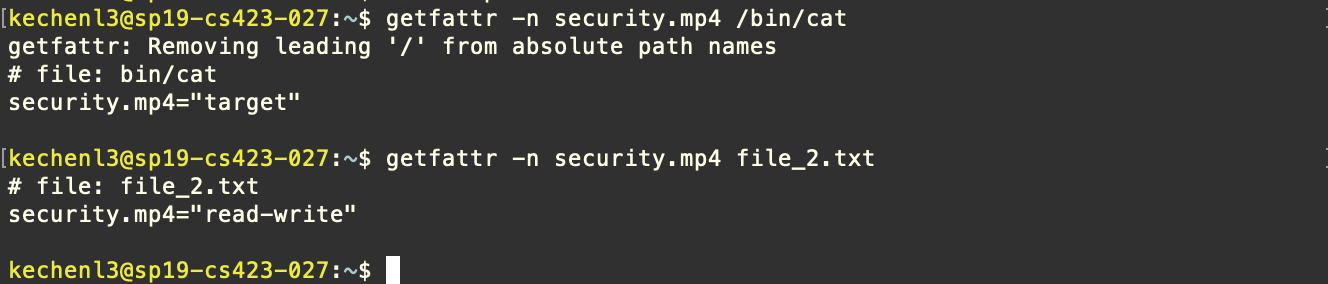 [kechenl3@sp19-cs423-027:~$ getfattr -n security.mp4 /bin/cat
getfattr: Removing leading '/' from absolute path names
# file: bin/cat
security.mp4="target"
[kechenl3@sp19-cs423-027:~$ getfattr -n security.mp4 file_2.txt
# file: file_2.txt
security.mp4="read-write"
kechenl3@sp19-cs423-027:~$